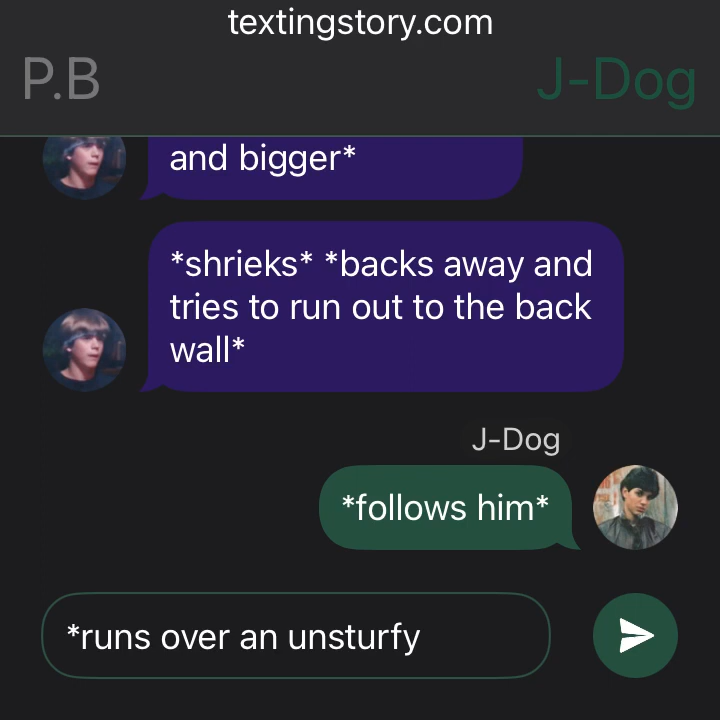 textingstory.com
P.B
J-Dog
and bigger*
*shrieks* *backs away and
tries to run out to the back
wall*
J-Dog
*follows him*
*runs over an unsturfy